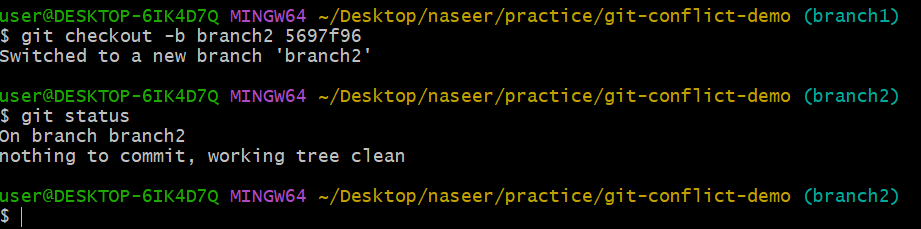 user@DESKTOP-6IK4D7Q MINGW64 ~/Desktop/naseer/practice/git-conflict-demo (branch1)
$ git checkout -b branch2 5697f96
Switched to a new branch 'branch2'
user@DESKTOP-6IK4D7Q MINGW64 ~/Desktop/naseer/practice/git-conflict-demo (branch2)
$ git status
On branch branch2
nothing to commit, working tree clean
user@DESKTOP-6IK4D7Q MINGW64 ~/Desktop/naseer/practice/git-conflict-demo (branch2)
$